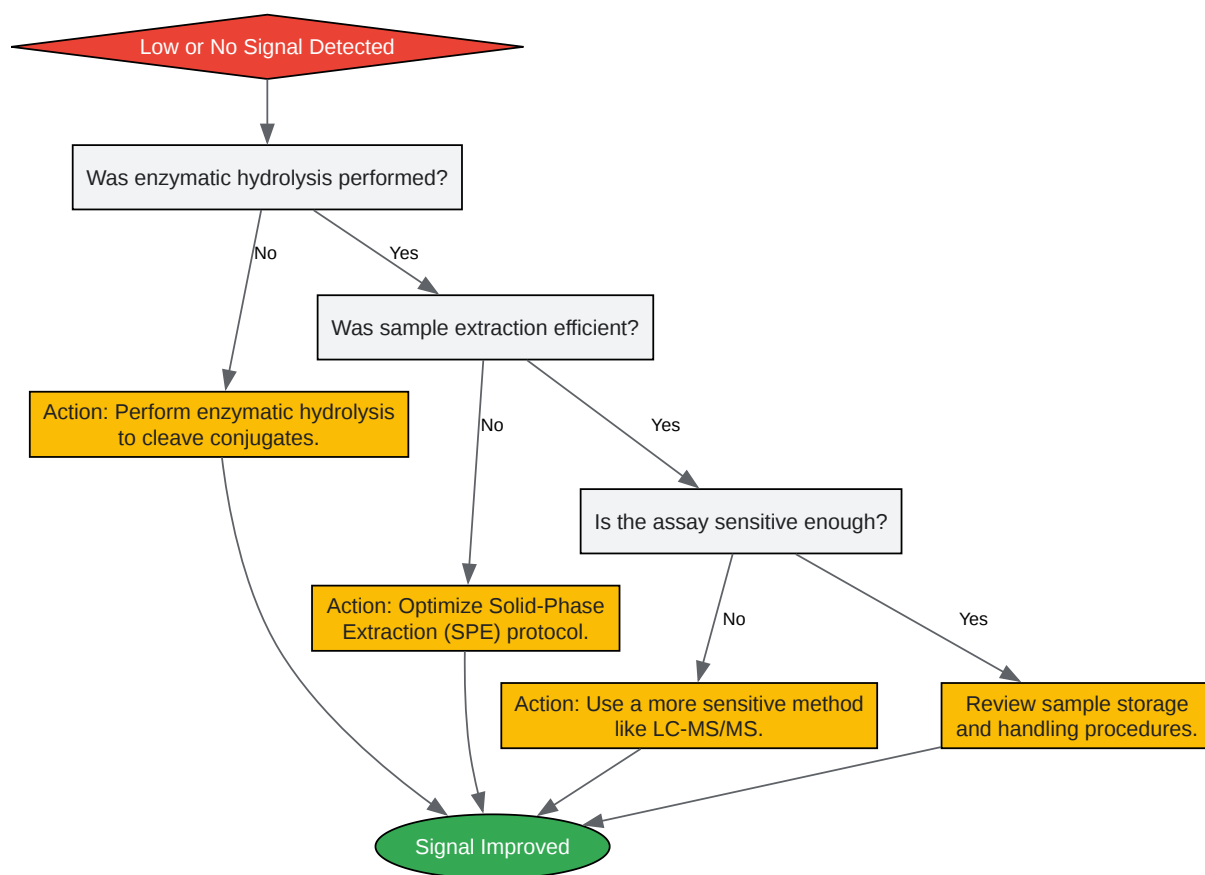 Low or No Signal Detected
Was enzymatic hydrolysis performed?
No
Yes
Was sample extraction efficient?
Action: Perform enzymatic hydrolysis
to cleave conjugates.
No
Yes
Is the assay sensitive enough?
Action: Optimize Solid-Phase
Extraction (SPE) protocol.
No
Yes
Action: Use a more sensitive method
like LC-MS/MS.
Review sample storage
and handling procedures.
Signal Improved